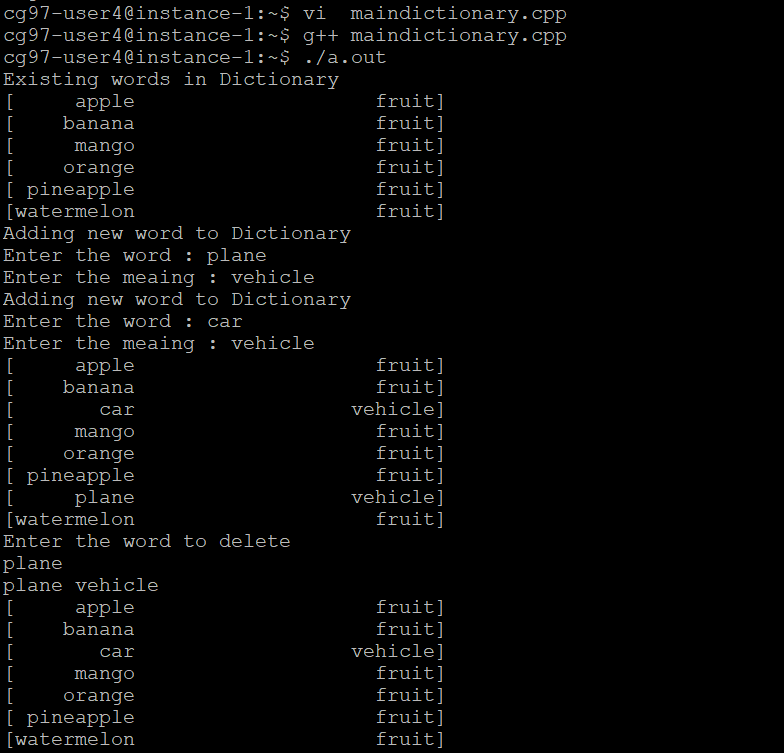 cg97-user4@instance-1:~$ vi  maindictionary.cpp
cg97-user4@instance-1:~$ g++ maindictionary.cpp
cg97-user4@instance-1:~$ ./a.out
Existing words in Dictionary
[     apple                    fruit]
[    banana                    fruit]
[     mango                    fruit]
[    orange                    fruit]
[ pineapple                    fruit]
[watermelon                    fruit]
Adding new word to Dictionary
Enter the word : plane
Enter the meaing : vehicle
Adding new word to Dictionary
Enter the word : car
Enter the meaing : vehicle
[     apple                    fruit]
[    banana                    fruit]
[       car                  vehicle]
[     mango                    fruit]
[    orange                    fruit]
[ pineapple                    fruit]
[     plane                  vehicle]
[watermelon                    fruit]
Enter the word to delete
plane
plane vehicle
[     apple                    fruit]
[    banana                    fruit]
[       car                  vehicle]
[     mango                    fruit]
[    orange                    fruit]
[ pineapple                    fruit]
[watermelon                    fruit]